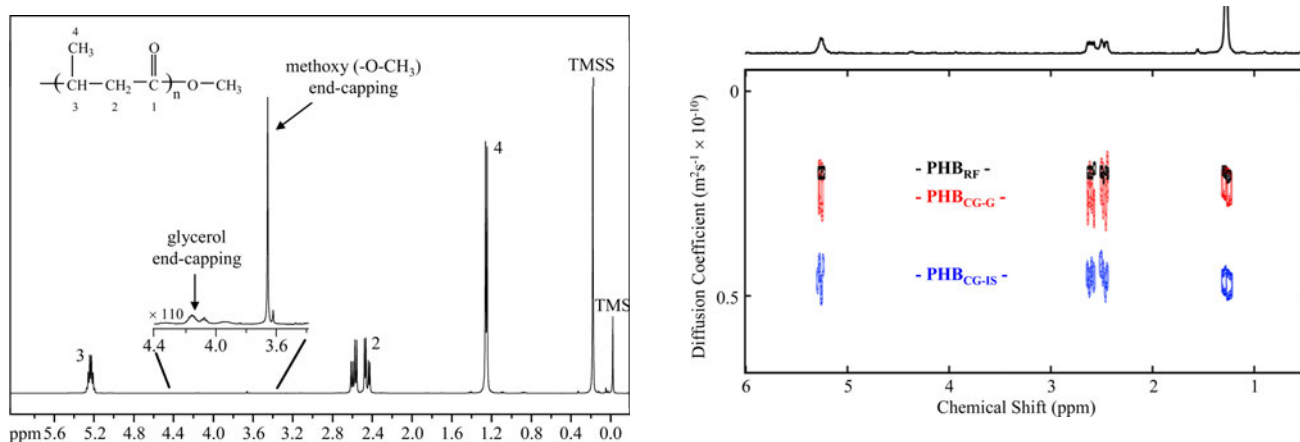 4
CH₃
O
methoxy (-O-CH₃)
end-capping
TMSS
( CH — CH₂ — C )n O — CH₃
3 2 1
4
glycerol
end-capping
TMS
× 110
4.4 4.0 3.6
3
2
ppm 5.6 5.2 4.8 4.4 4.0 3.6 3.2 2.8 2.4 2.0 1.6 1.2 0.8 0.4 0.0
Diffusion Coefficient (m²s⁻¹ × 10⁻¹⁰)
0
- PHB_RF -
- PHB_CG-G -
- PHB_CG-IS -
0.5
6 5 4 3 2 1
Chemical Shift (ppm)